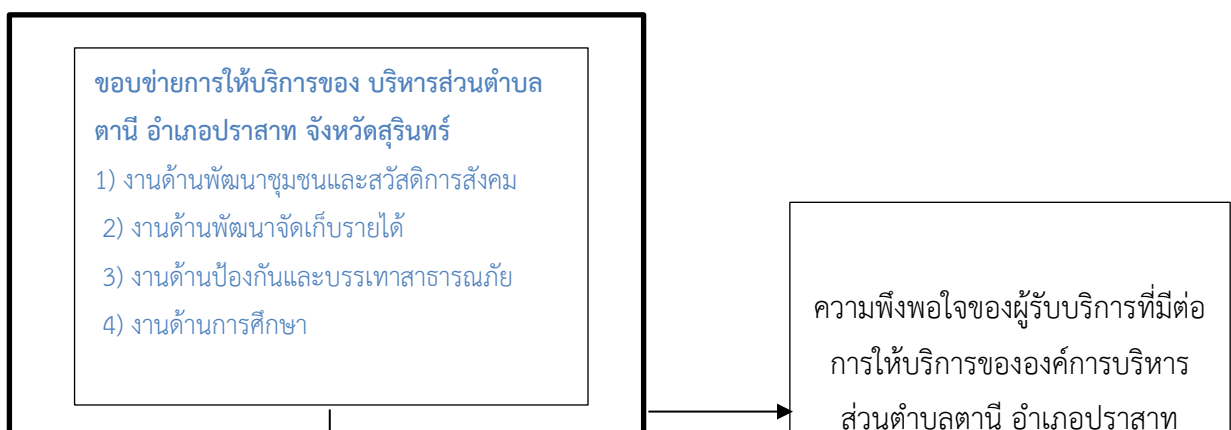 ขอบข่ายการให้บริการของ บริหารส่วนตำบล
ตานี อำเภอปราสาท จังหวัดสุรินทร์
1) งานด้านพัฒนาชุมชนและสวัสดิการสังคม
2) งานด้านพัฒนาจัดเก็บรายได้
3) งานด้านป้องกันและบรรเทาสาธารณภัย
4) งานด้านการศึกษา
ความพึงพอใจของผู้รับบริการที่มีต่อ
การให้บริการขององค์การบริหาร
ส่วนตำบลตานี อำเภอปราสาท